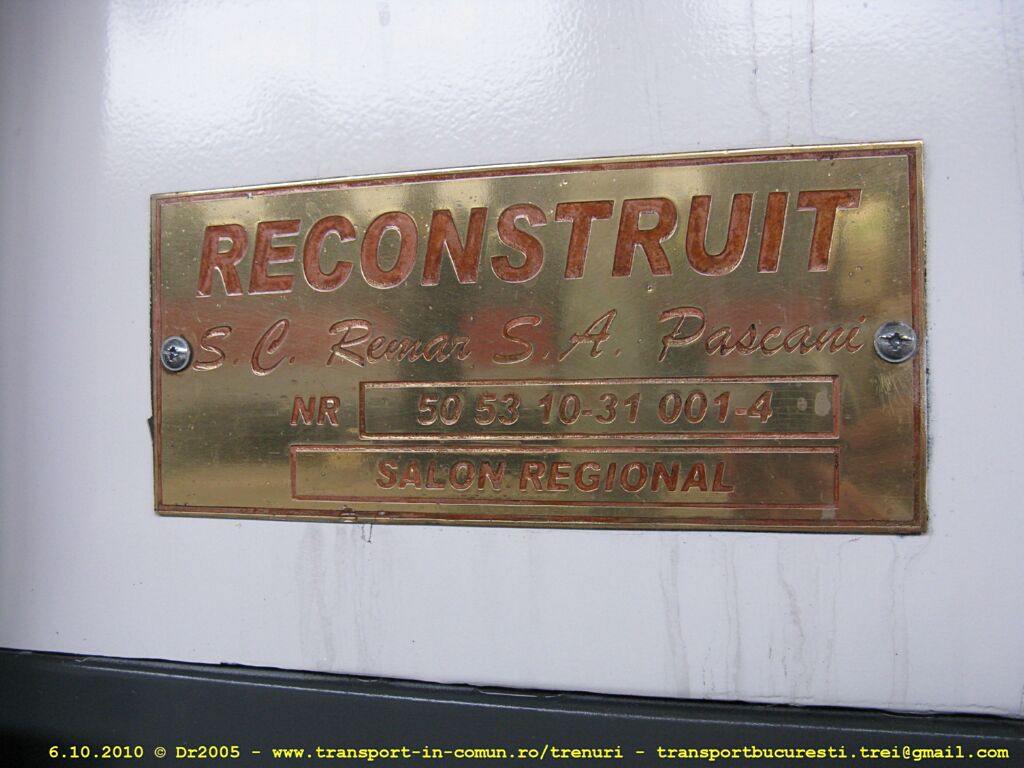 RECONSTRUIT
S.C. Remar S.A. Pascani
NR 50 53 10-31 001-4
SALON REGIONAL
6.10.2010 © Dr2005 - www.transport-in-comun.ro/trenuri - transportbucuresti.trei@gmail.com